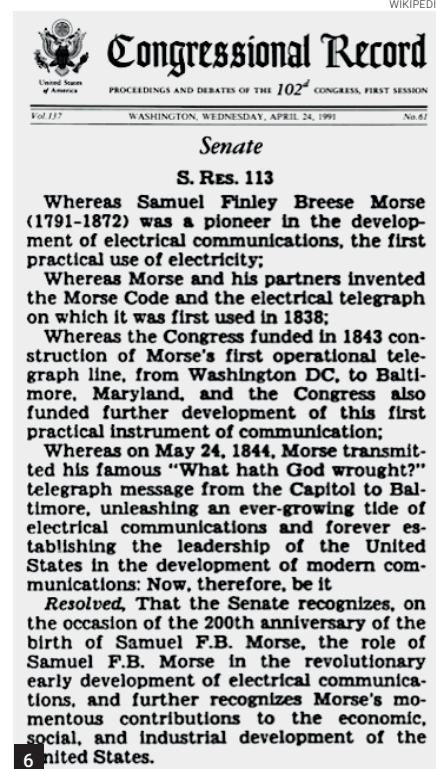 WIKIPEDI
Congressional Record
United States
of America
PROCEEDINGS AND DEBATES OF THE 102d CONGRESS, FIRST SESSION
Vol. 137 WASHINGTON, WEDNESDAY, APRIL 24, 1991 No. 61
Senate
S. RES. 113
Whereas Samuel Finley Breese Morse
(1791-1872) was a pioneer in the develop-
ment of electrical communications, the first
practical use of electricity;
Whereas Morse and his partners invented
the Morse Code and the electrical telegraph
on which it was first used in 1838;
Whereas the Congress funded in 1843 con-
struction of Morse's first operational tele-
graph line, from Washington DC, to Balti-
more, Maryland, and the Congress also
funded further development of this first
practical instrument of communication;
Whereas on May 24, 1844, Morse transmit-
ted his famous "What hath God wrought?"
telegraph message from the Capitol to Bal-
timore, unleashing an ever-growing tide of
electrical communications and forever es-
tablishing the leadership of the United
States in the development of modern com-
munications: Now, therefore, be it
Resolved, That the Senate recognizes, on
the occasion of the 200th anniversary of the
birth of Samuel F.B. Morse, the role of
Samuel F.B. Morse in the revolutionary
early development of electrical communica-
tions, and further recognizes Morse's mo-
mentous contributions to the economic,
social, and industrial development of the
nited States.
6